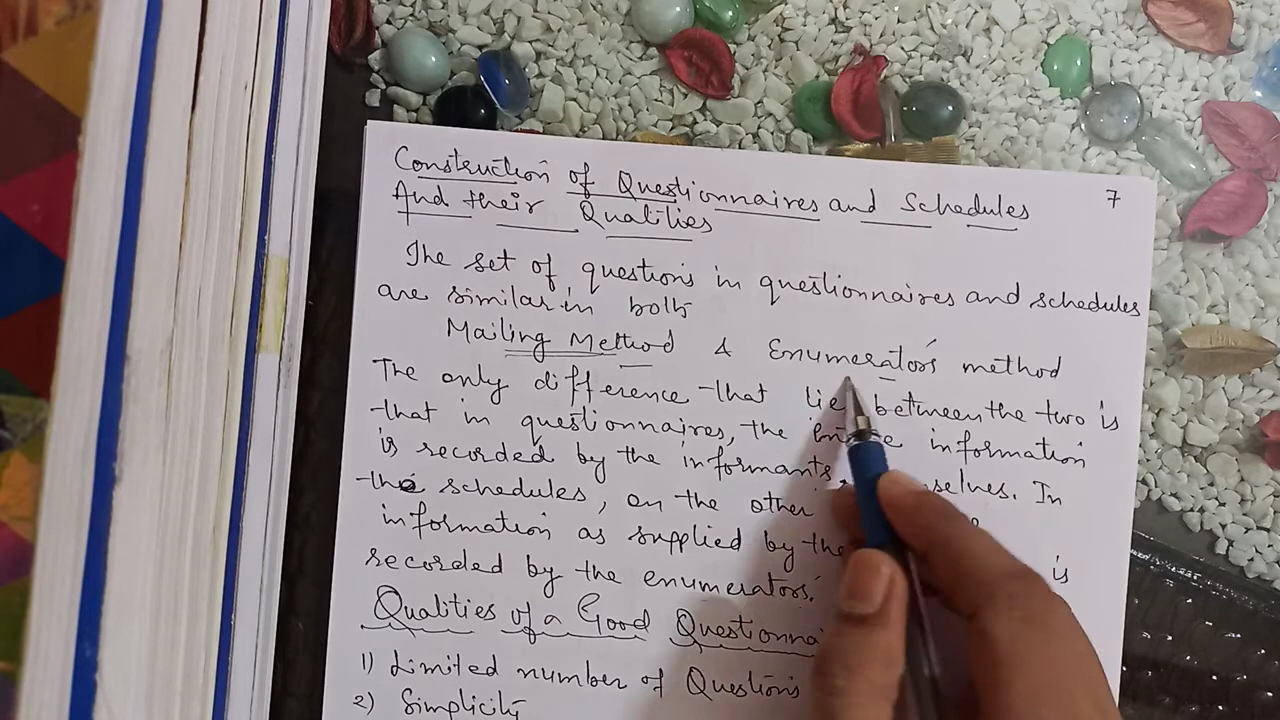 Construction of Questionnaires and Schedules 7
And their Qualities
The set of questions in questionnaires and schedules
are similar in both
Mailing Method & Enumerator's method
The only difference that lies between the two is
that in questionnaires, the information
is recorded by the informants In
the schedules, on the other
information as supplied by the is
recorded by the enumerators.
Qualities of a Good
1) Limited number of Questions
2) Simplicity